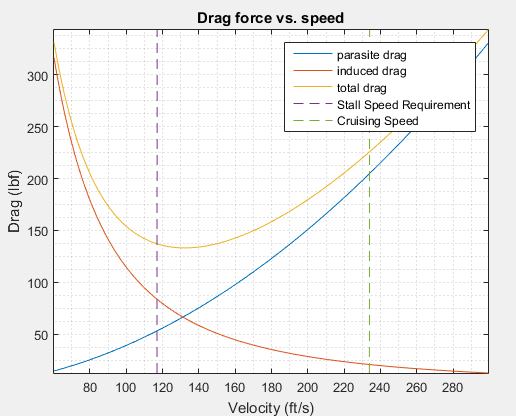 Drag force vs. speed
parasite drag
induced drag
total drag
Stall Speed Requirement
Cruising Speed
300
250
200
150
100
50
Drag (lbf)
80 100 120 140 160 180 200 220 240 260 280
Velocity (ft/s)